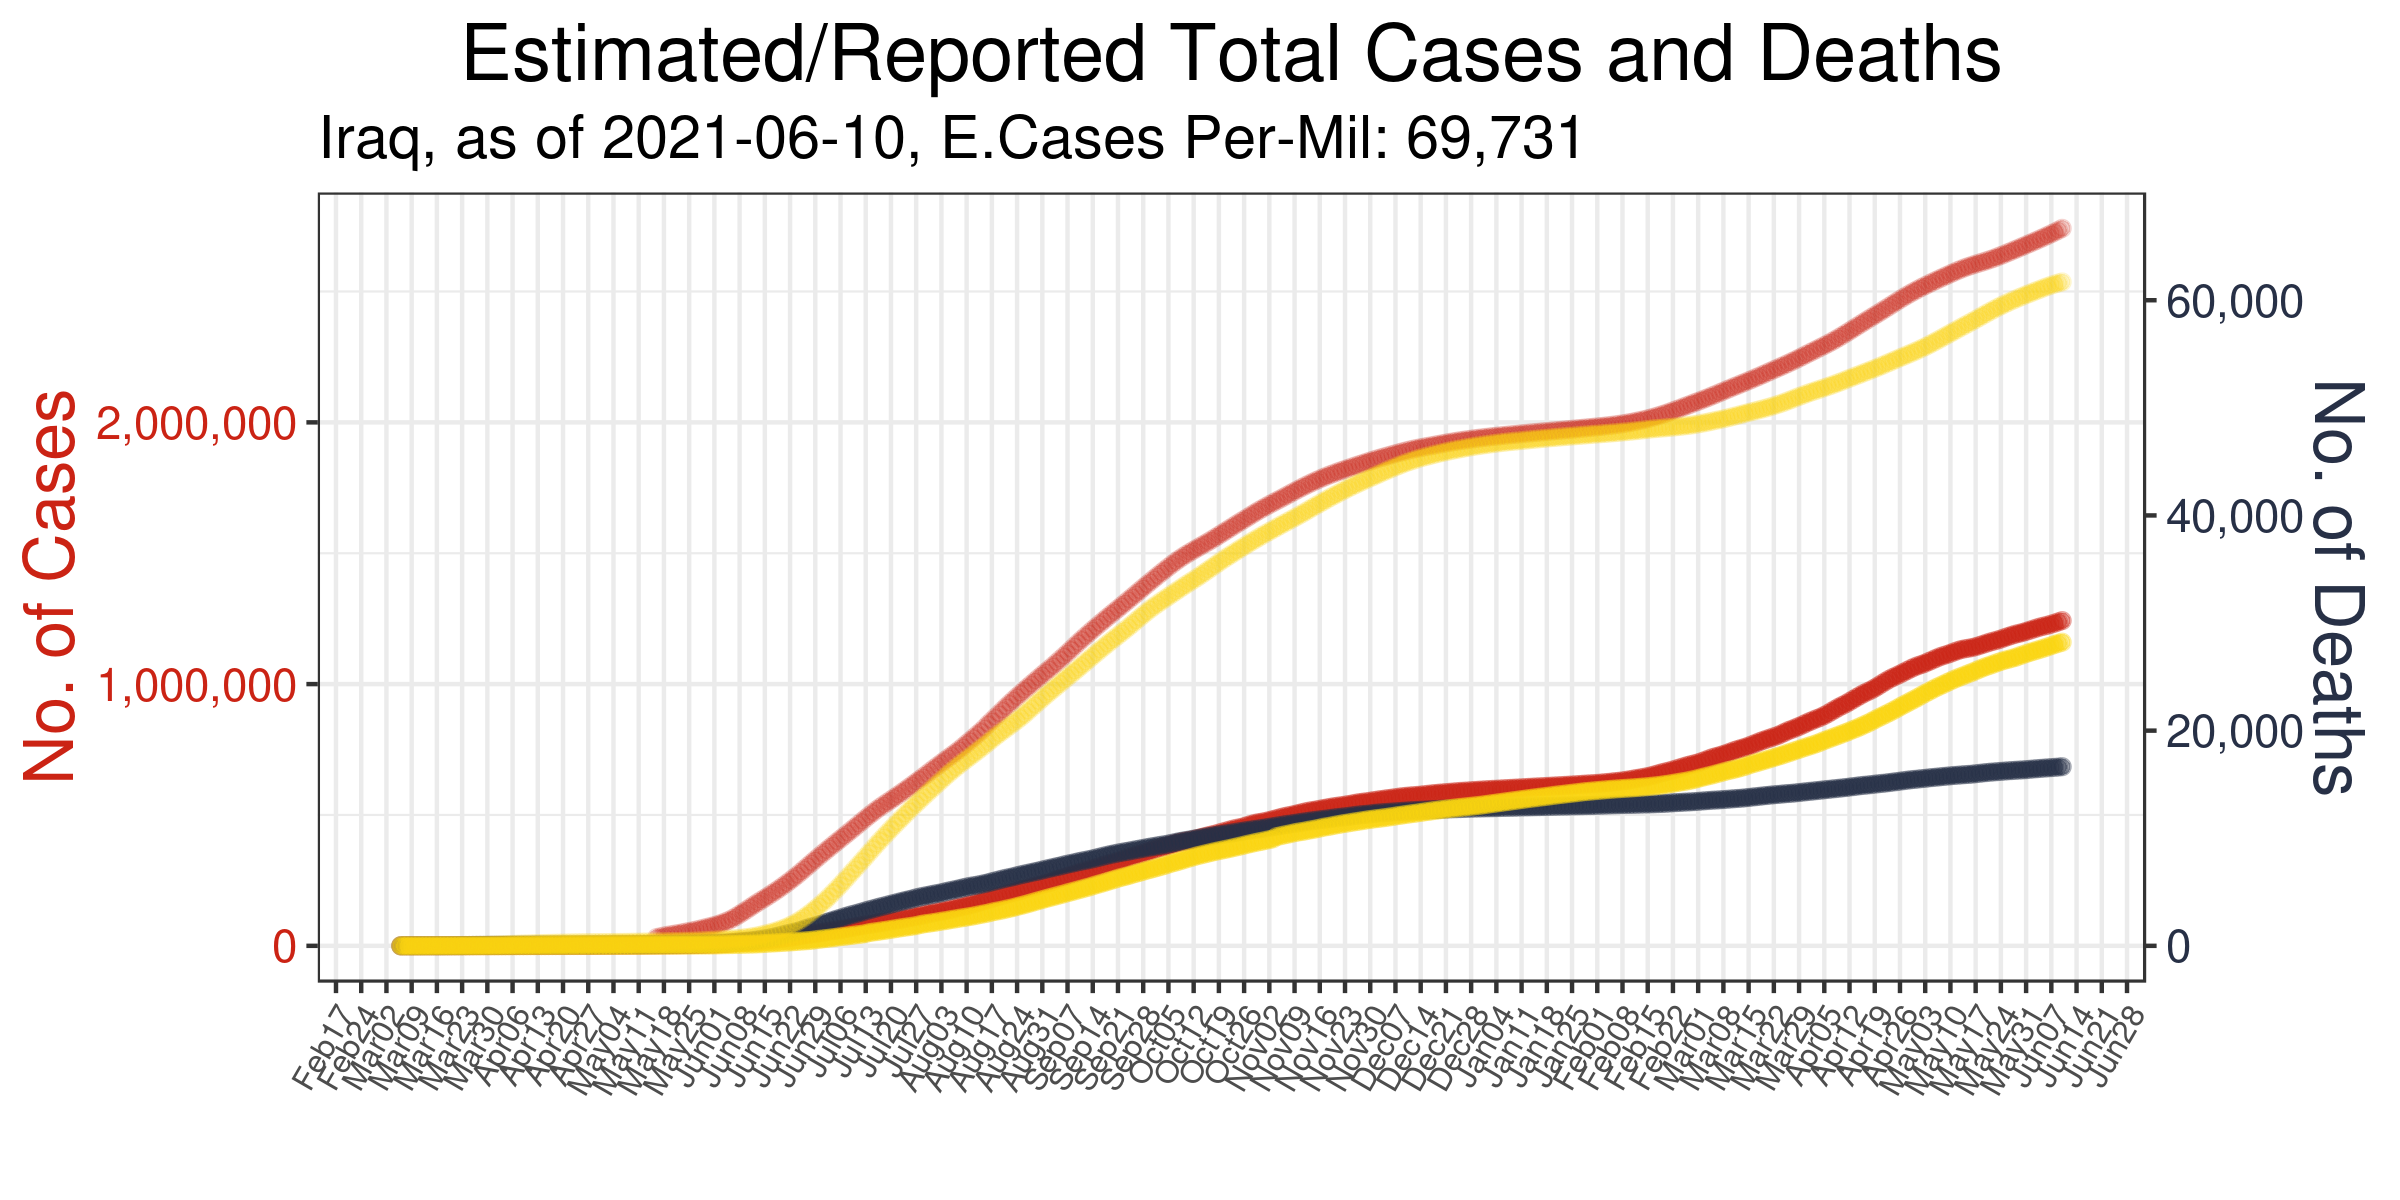 Estimated/Reported Total Cases and Deaths
Iraq, as of 2021-06-10, E.Cases Per-Mil: 69,731
No. of Cases
2,000,000
1,000,000
0
60,000
40,000
20,000
0
No. of Deaths
Feb17
Feb24
Mar02
Mar09
Mar16
Mar23
Mar30
Apr06
Apr13
Apr20
Apr27
May04
May11
May18
May25
Jun01
Jun08
Jun15
Jun22
Jun29
Jul06
Jul13
Jul20
Jul27
Aug03
Aug10
Aug17
Aug24
Aug31
Sep07
Sep14
Sep21
Sep28
Oct05
Oct12
Oct19
Oct26
Nov02
Nov09
Nov16
Nov23
Nov30
Dec07
Dec14
Dec21
Dec28
Jan04
Jan11
Jan18
Jan25
Feb01
Feb08
Feb15
Feb22
Mar01
Mar08
Mar15
Mar22
Mar29
Apr05
Apr12
Apr19
Apr26
May03
May10
May17
May24
May31
Jun07
Jun14
Jun21
Jun28